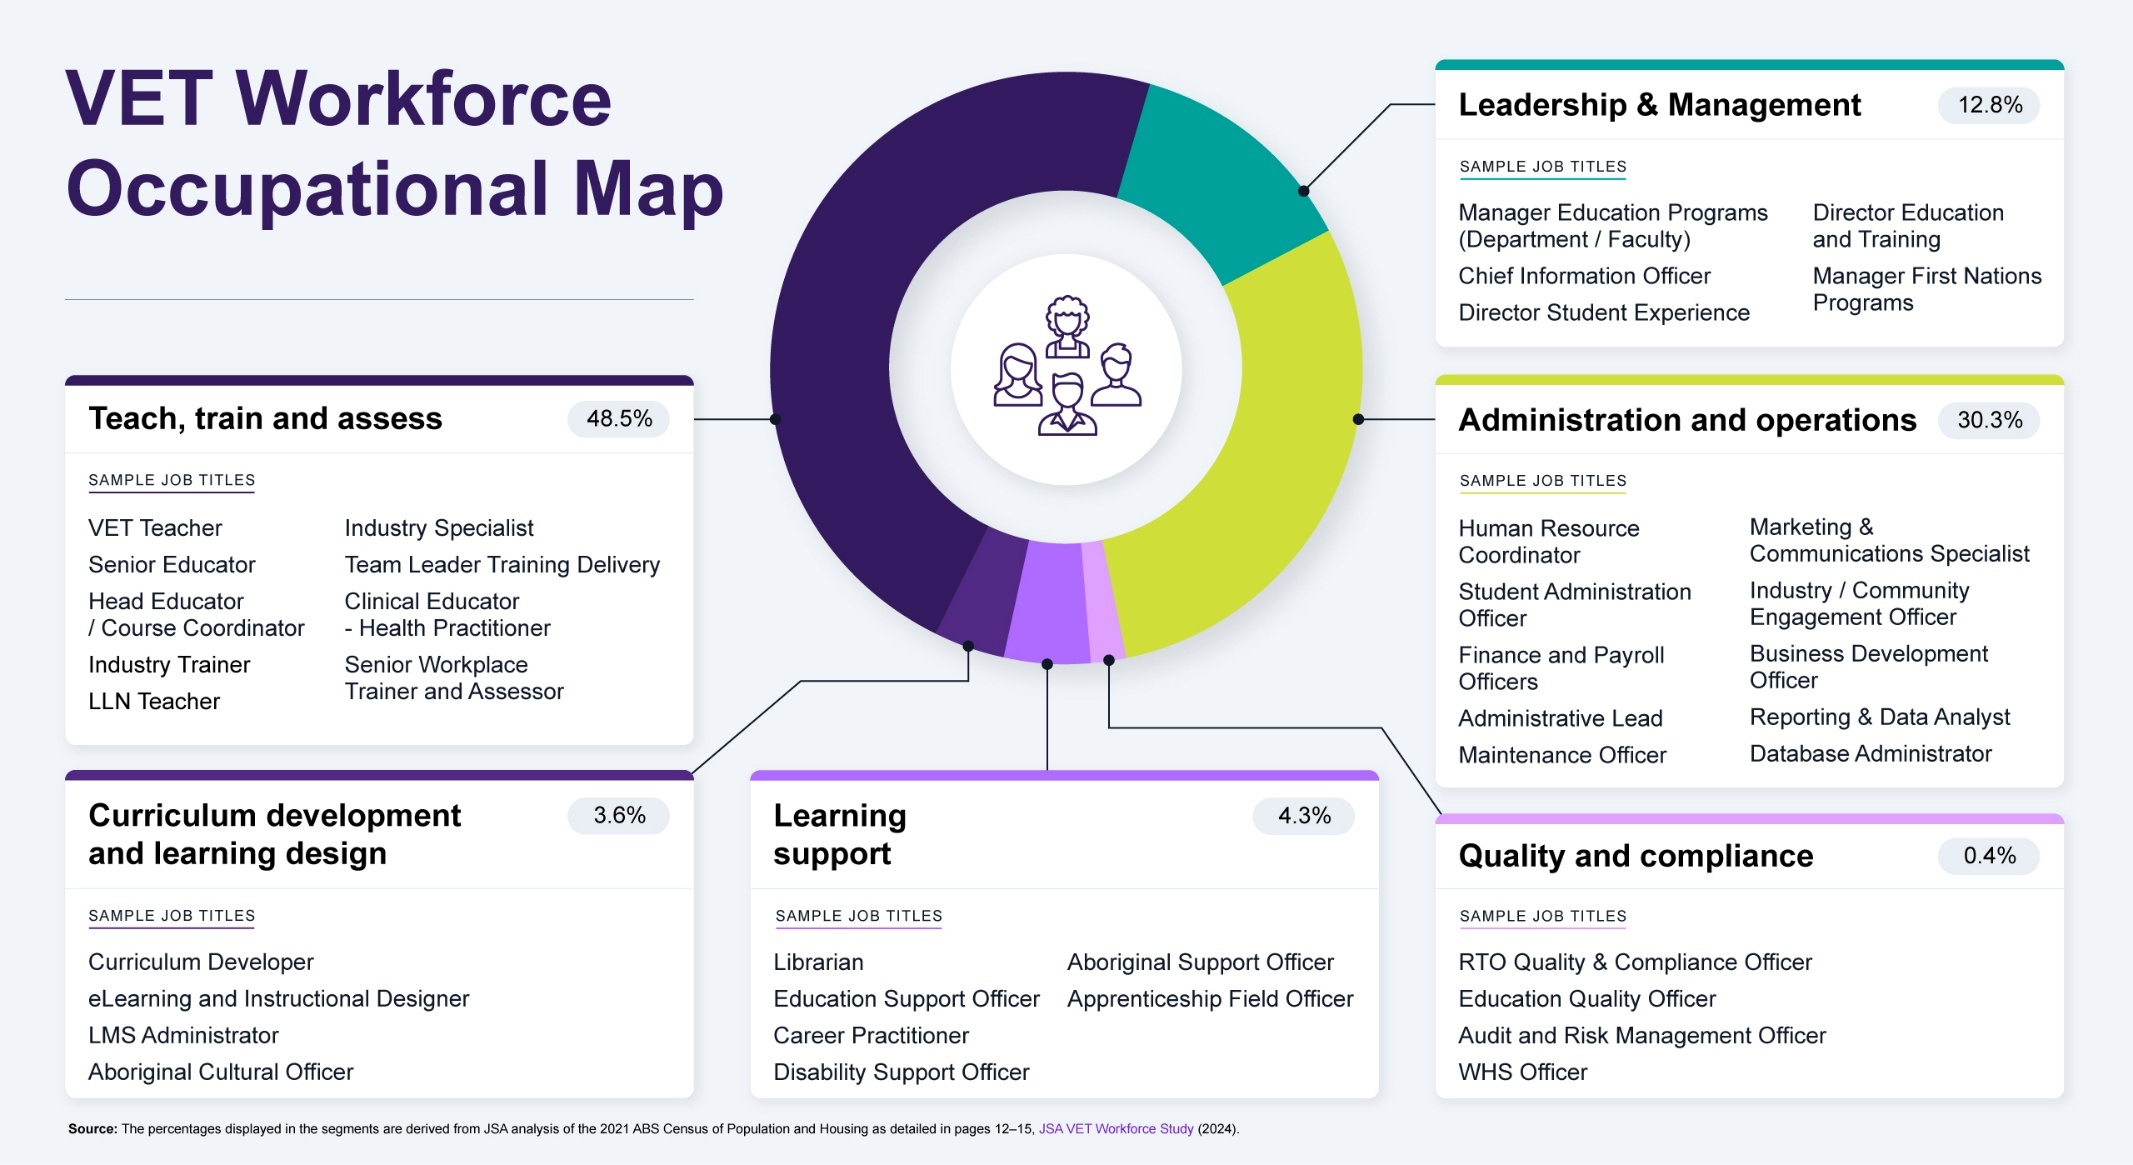 VET Workforce
Occupational Map
Leadership & Management
12.8%
SAMPLE JOB TITLES
Manager Education Programs
(Department / Faculty)
Chief Information Officer
Director Student Experience
Director Education
and Training
Manager First Nations
Programs
Teach, train and assess
48.5%
SAMPLE JOB TITLES
VET Teacher
Senior Educator
Head Educator
/ Course Coordinator
Industry Trainer
LLN Teacher
Industry Specialist
Team Leader Training Delivery
Clinical Educator
- Health Practitioner
Senior Workplace
Trainer and Assessor
Administration and operations
30.3%
SAMPLE JOB TITLES
Human Resource
Coordinator
Student Administration
Officer
Finance and Payroll
Officers
Administrative Lead
Maintenance Officer
Marketing &
Communications Specialist
Industry / Community
Engagement Officer
Business Development
Officer
Reporting & Data Analyst
Database Administrator
Curriculum development
and learning design
3.6%
SAMPLE JOB TITLES
Curriculum Developer
eLearning and Instructional Designer
LMS Administrator
Aboriginal Cultural Officer
Learning
support
4.3%
SAMPLE JOB TITLES
Librarian
Education Support Officer
Career Practitioner
Disability Support Officer
Aboriginal Support Officer
Apprenticeship Field Officer
Quality and compliance
0.4%
SAMPLE JOB TITLES
RTO Quality & Compliance Officer
Education Quality Officer
Audit and Risk Management Officer
WHS Officer
Source: The percentages displayed in the segments are derived from JSA analysis of the 2021 ABS Census of Population and Housing as detailed in pages 12–15, JSA VET Workforce Study (2024).